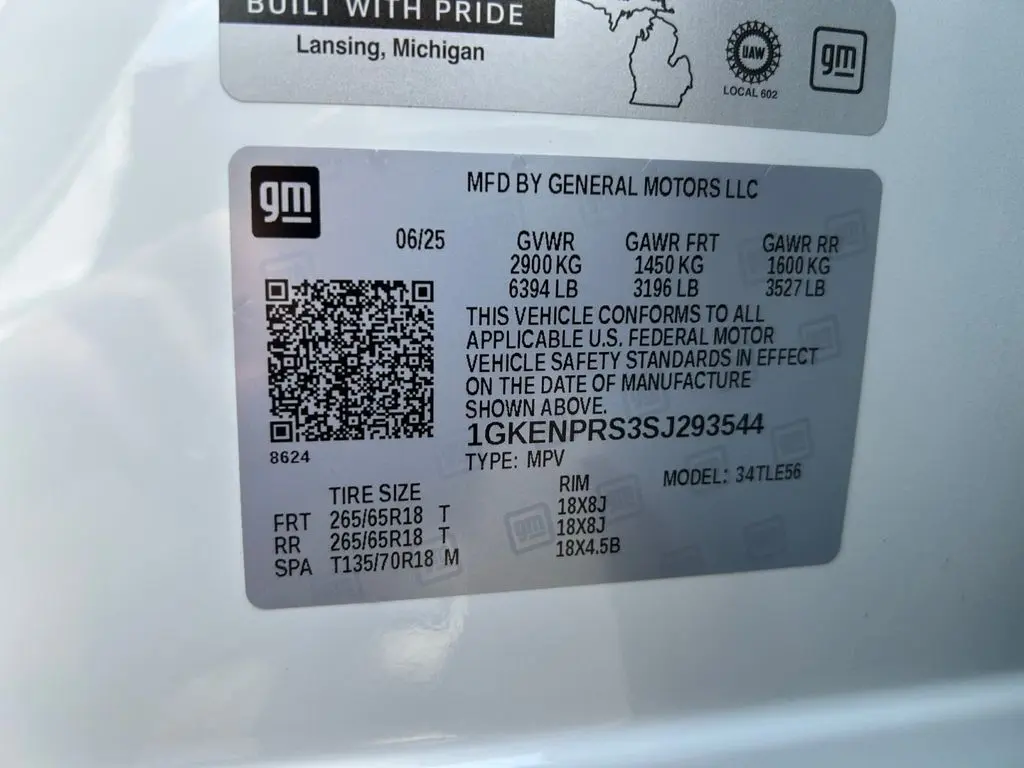 BUILT WITH PRIDE
Lansing, Michigan
UAW
LOCAL 602
gm
gm
MFD BY GENERAL MOTORS LLC
06/25 GVWR GAWR FRT GAWR RR
2900 KG 1450 KG 1600 KG
6394 LB 3196 LB 3527 LB
THIS VEHICLE CONFORMS TO ALL
APPLICABLE U.S. FEDERAL MOTOR
VEHICLE SAFETY STANDARDS IN EFFECT
ON THE DATE OF MANUFACTURE
SHOWN ABOVE.
1GKENPRS3SJ293544
8624
TYPE: MPV MODEL: 34TLE56
TIRE SIZE RIM
FRT 265/65R18 T 18X8J
RR 265/65R18 T 18X8J
SPA T135/70R18 M 18X4.5B
gm